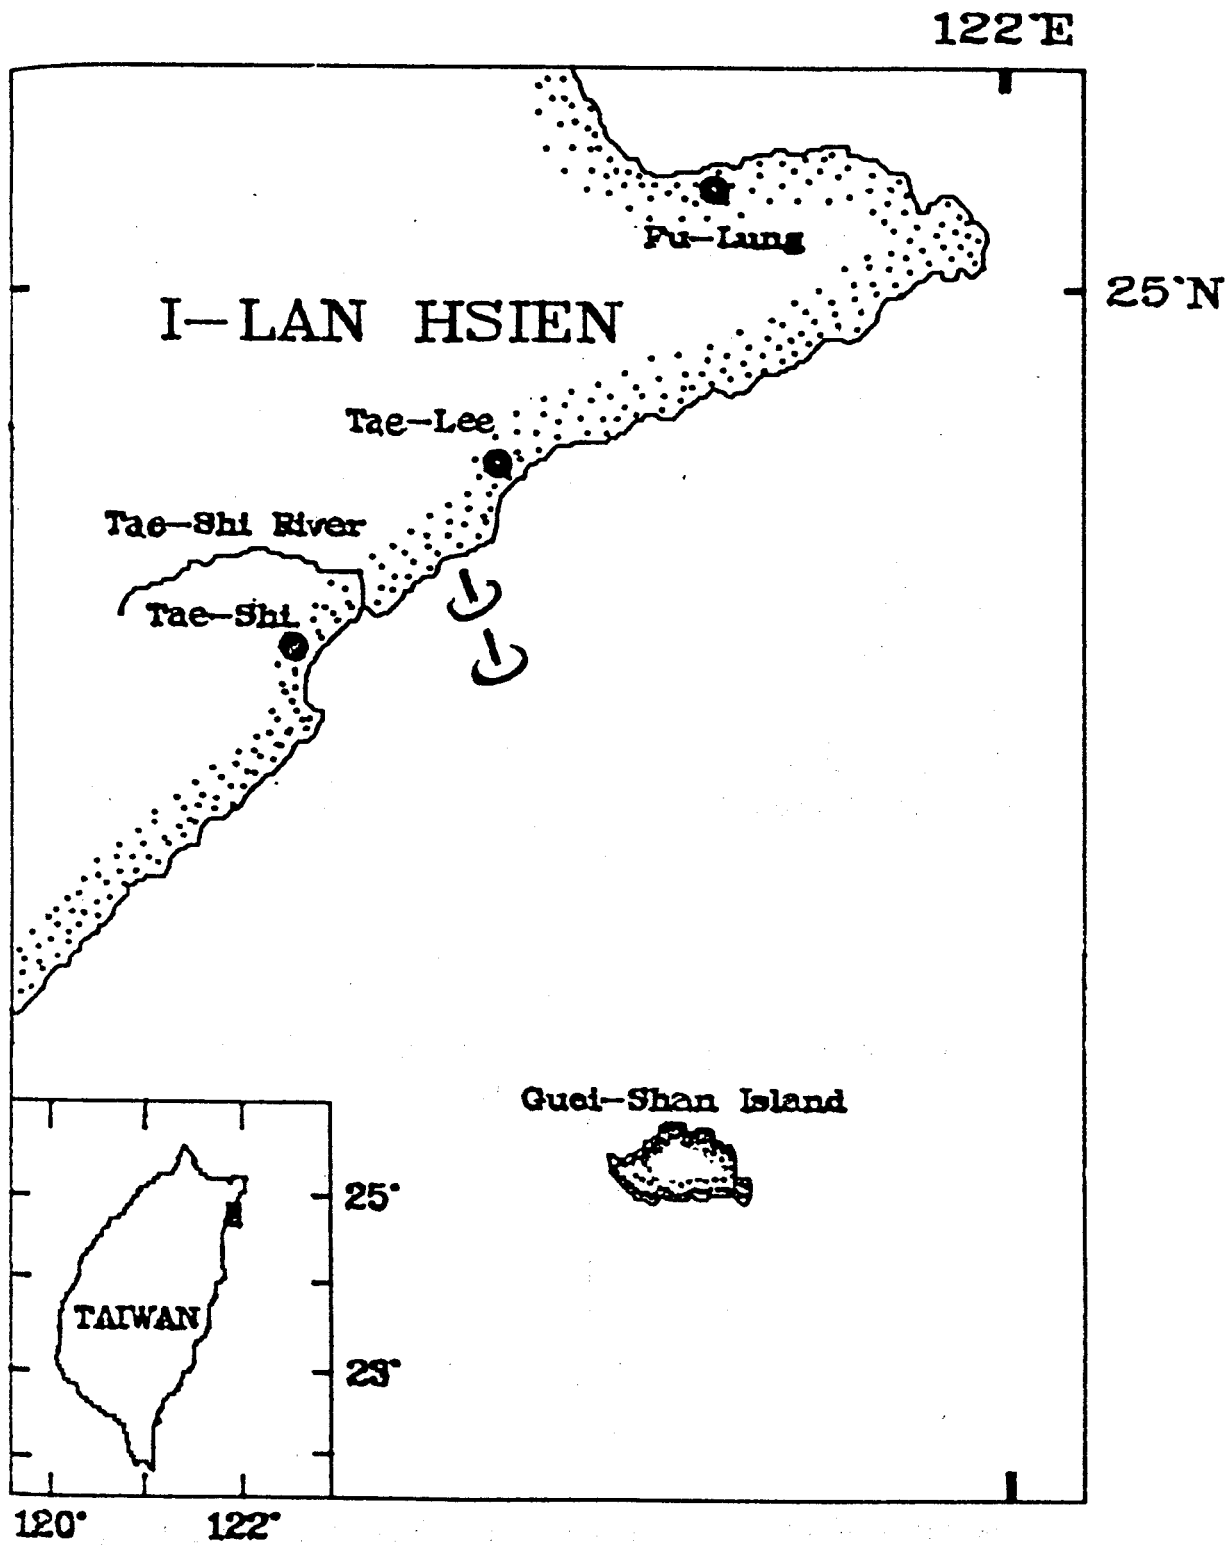 122°E
Fu-Lung
25°N
I-LAN HSIEN
Tae-Lee
Tae-Shi River
Tae-Shi
Guei-Shan Island
25°
TAIWAN
23°
120° 122°